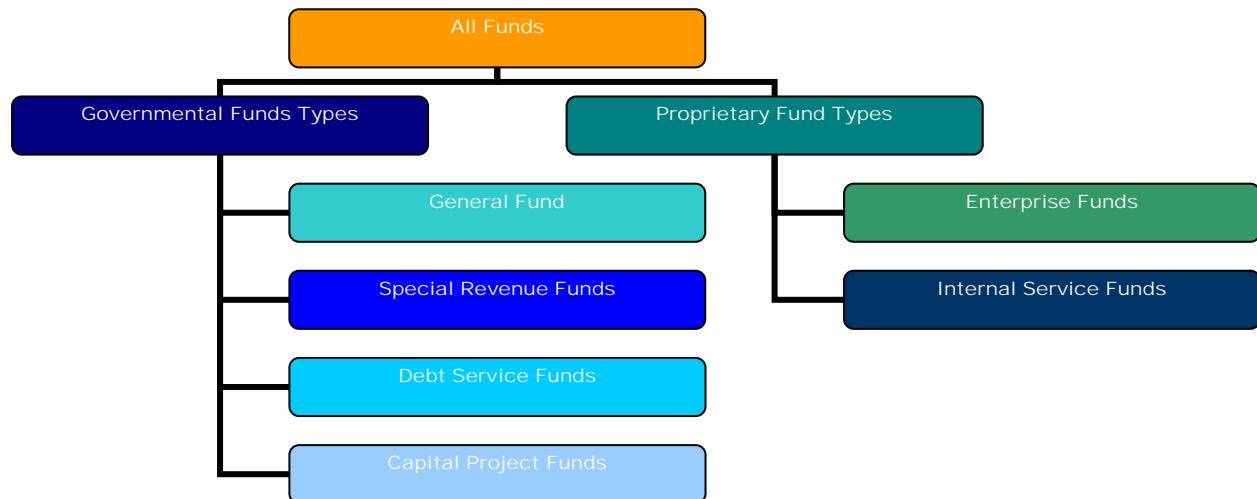 All Funds
Governmental Funds Types
Proprietary Fund Types
General Fund
Enterprise Funds
Special Revenue Funds
Internal Service Funds
Debt Service Funds
Capital Project Funds